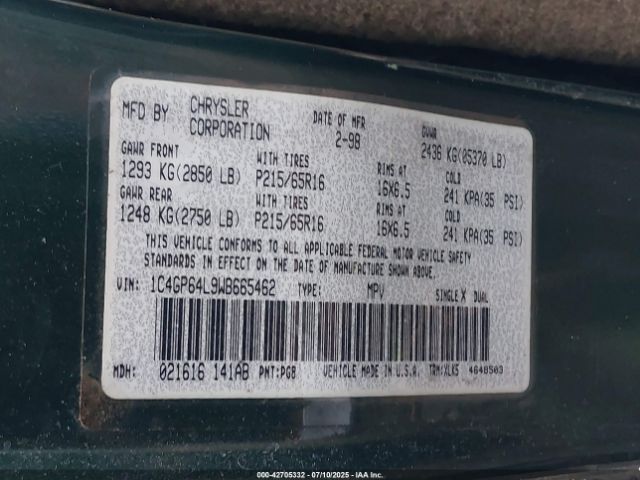 MFD BY CHRYSLER CORPORATION DATE OF MFR 2-98 GVWR 2436 KG(05370 LB)
GAWR FRONT WITH TIRES RIMS AT COLD
1293 KG(2850 LB) P215/65R16 16X6.5 241 KPA(35 PSI)
GAWR REAR WITH TIRES RIMS AT COLD
1248 KG(2750 LB) P215/65R16 16X6.5 241 KPA(35 PSI)
THIS VEHICLE CONFORMS TO ALL APPLICABLE FEDERAL MOTOR VEHICLE SAFETY
STANDARDS IN EFFECT ON THE DATE OF MANUFACTURE SHOWN ABOVE.
VIN: 1C4GP64L9WB665462 TYPE: MPV SINGLE X DUAL
MDH: 021616 141AB PNT:PGB VEHICLE MADE IN U.S.A. TRM:XLK5 4648503
000-42705332 - 07/10/2025 - IAA Inc.